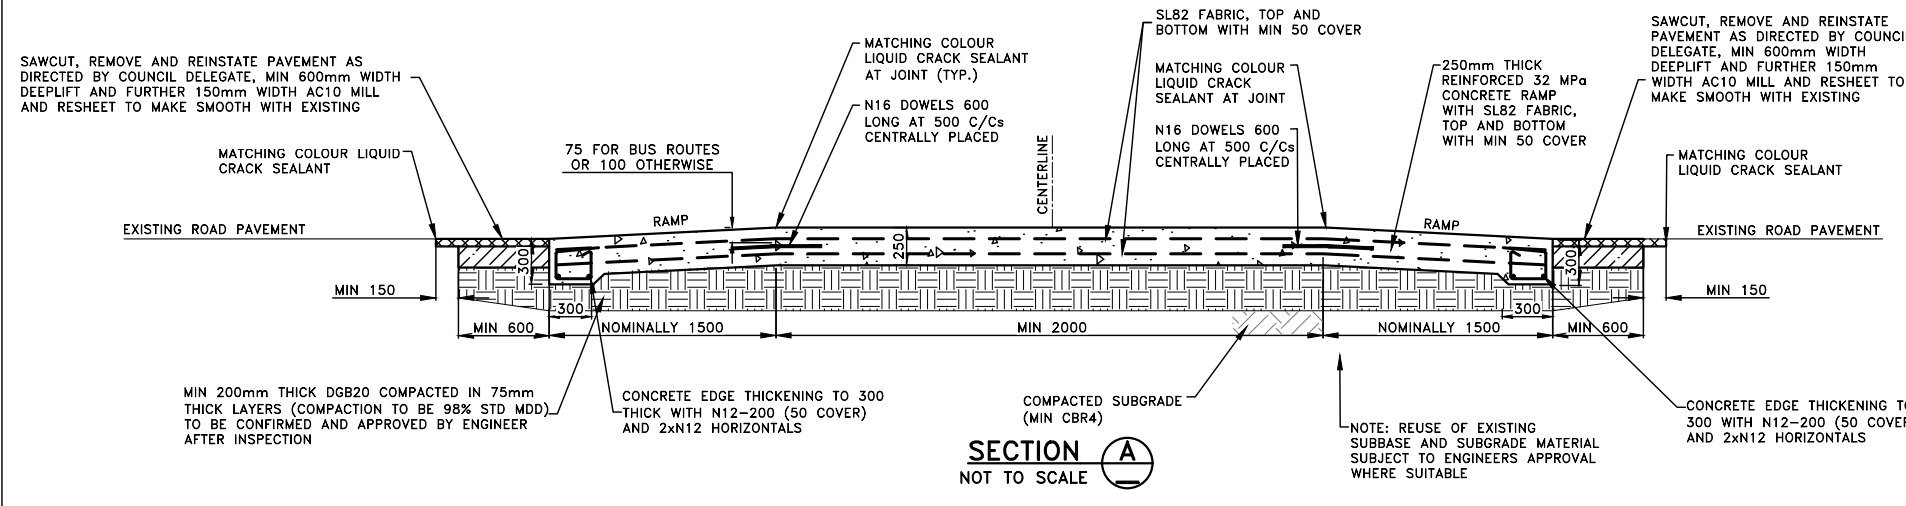 SAWCUT, REMOVE AND REINSTATE PAVEMENT AS
DIRECTED BY COUNCIL DELEGATE, MIN 600mm WIDTH
DEEPLIFT AND FURTHER 150mm WIDTH AC10 MILL
AND RESHEET TO MAKE SMOOTH WITH EXISTING
MATCHING COLOUR LIQUID
CRACK SEALANT
EXISTING ROAD PAVEMENT
75 FOR BUS ROUTES
OR 100 OTHERWISE
MATCHING COLOUR
LIQUID CRACK SEALANT
AT JOINT (TYP.)
N16 DOWELS 600
LONG AT 500 C/Cs
CENTRALLY PLACED
SL82 FABRIC, TOP AND
BOTTOM WITH MIN 50 COVER
MATCHING COLOUR
LIQUID CRACK
SEALANT AT JOINT
N16 DOWELS 600
LONG AT 500 C/Cs
CENTRALLY PLACED
250mm THICK
REINFORCED 32 MPa
CONCRETE RAMP
WITH SL82 FABRIC,
TOP AND BOTTOM
WITH MIN 50 COVER
SAWCUT, REMOVE AND REINSTATE
PAVEMENT AS DIRECTED BY COUNCI
DELEGATE, MIN 600mm WIDTH
DEEPLIFT AND FURTHER 150mm
WIDTH AC10 MILL AND RESHEET TO
MAKE SMOOTH WITH EXISTING
MATCHING COLOUR
LIQUID CRACK SEALANT
EXISTING ROAD PAVEMENT
CENTERLINE
RAMP
RAMP
300
250
300
MIN 150
300
300
MIN 150
MIN 600
NOMINALLY 1500
MIN 2000
NOMINALLY 1500
MIN 600
MIN 200mm THICK DGB20 COMPACTED IN 75mm
THICK LAYERS (COMPACTION TO BE 98% STD MDD)
TO BE CONFIRMED AND APPROVED BY ENGINEER
AFTER INSPECTION
CONCRETE EDGE THICKENING TO 300
THICK WITH N12-200 (50 COVER)
AND 2xN12 HORIZONTALS
COMPACTED SUBGRADE
(MIN CBR4)
NOTE: REUSE OF EXISTING
SUBBASE AND SUBGRADE MATERIAL
SUBJECT TO ENGINEERS APPROVAL
WHERE SUITABLE
CONCRETE EDGE THICKENING TO
300 WITH N12-200 (50 COVER
AND 2xN12 HORIZONTALS
SECTION A
NOT TO SCALE